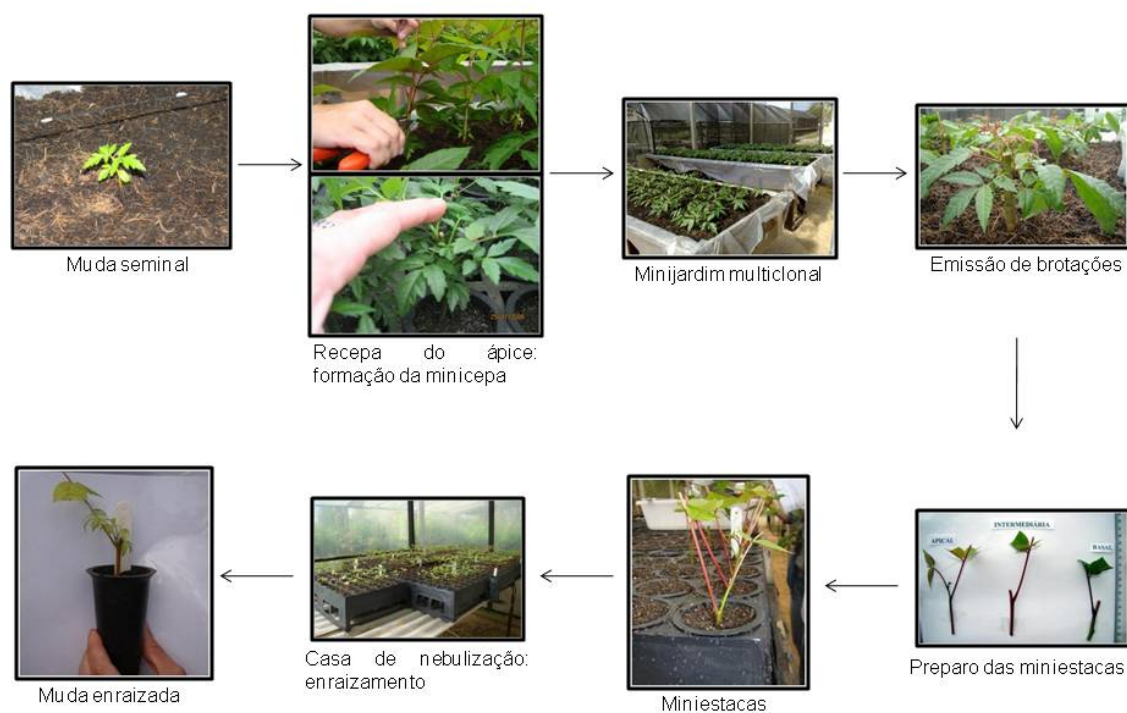 Muda seminal
Recepa do ápice:
formação da minicepa
Minijardim multiclonal
Emissão de brotações
APICAL
INTERMEDIÁRIA
BASAL
Preparo das miniestacas
Miniestacas
Casa de nebulização:
enraizamento
Muda enraizada